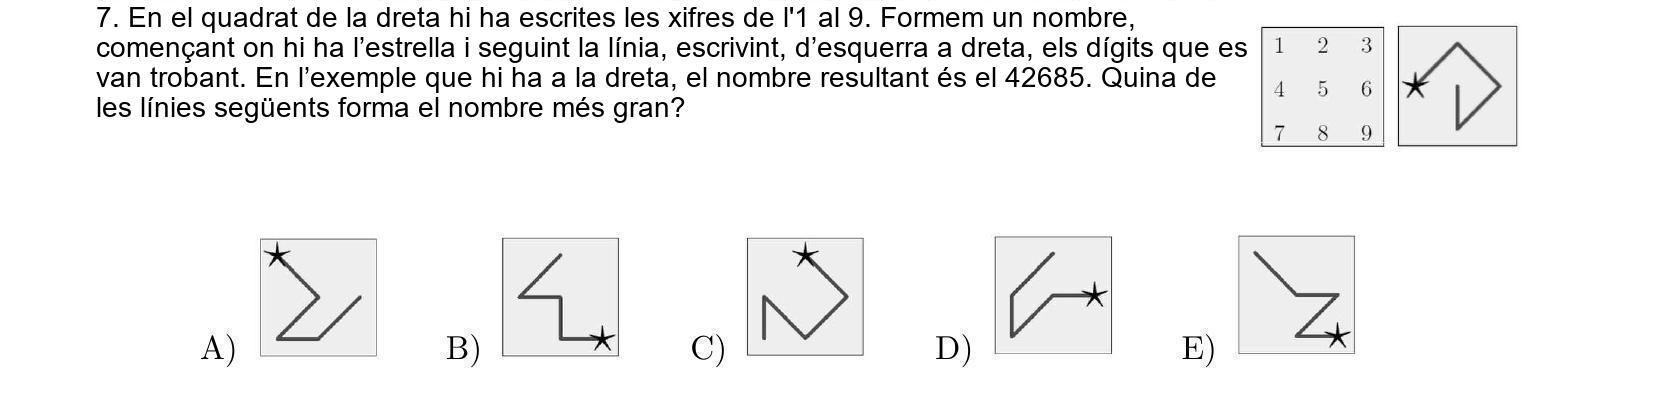 7. En el quadrat de la dreta hi ha escrites les xifres de l'1 al 9. Formem un nombre,
començant on hi ha l’estrella i seguint la línia, escrivint, d’esquerra a dreta, els dígits que es
van trobant. En l’exemple que hi ha a la dreta, el nombre resultant és el 42685. Quina de
les línies següents forma el nombre més gran?
1 2 3
4 5 6
7 8 9
A) B) C) D) E)